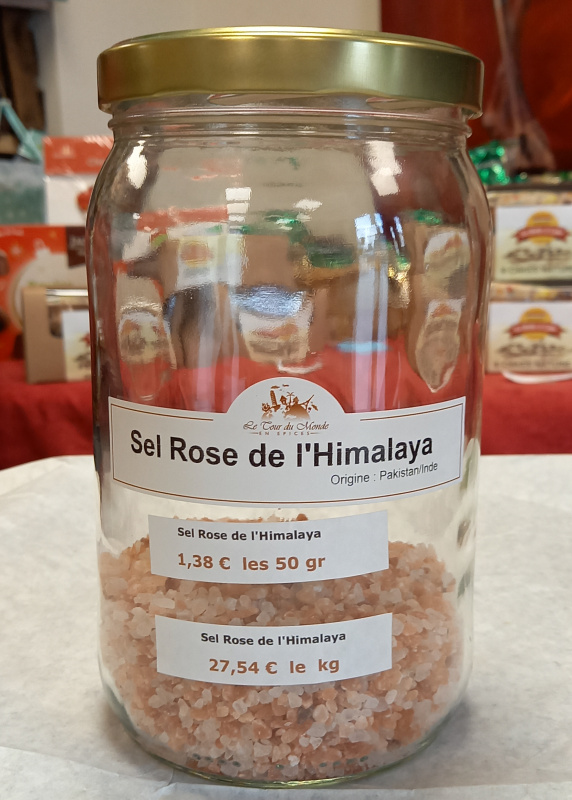 Le Tour du Monde
EN EPICES
Sel Rose de l'Himalaya
Origine : Pakistan/Inde
Sel Rose de l'Himalaya
1,38 € les 50 gr
Sel Rose de l'Himalaya
27,54 € le kg